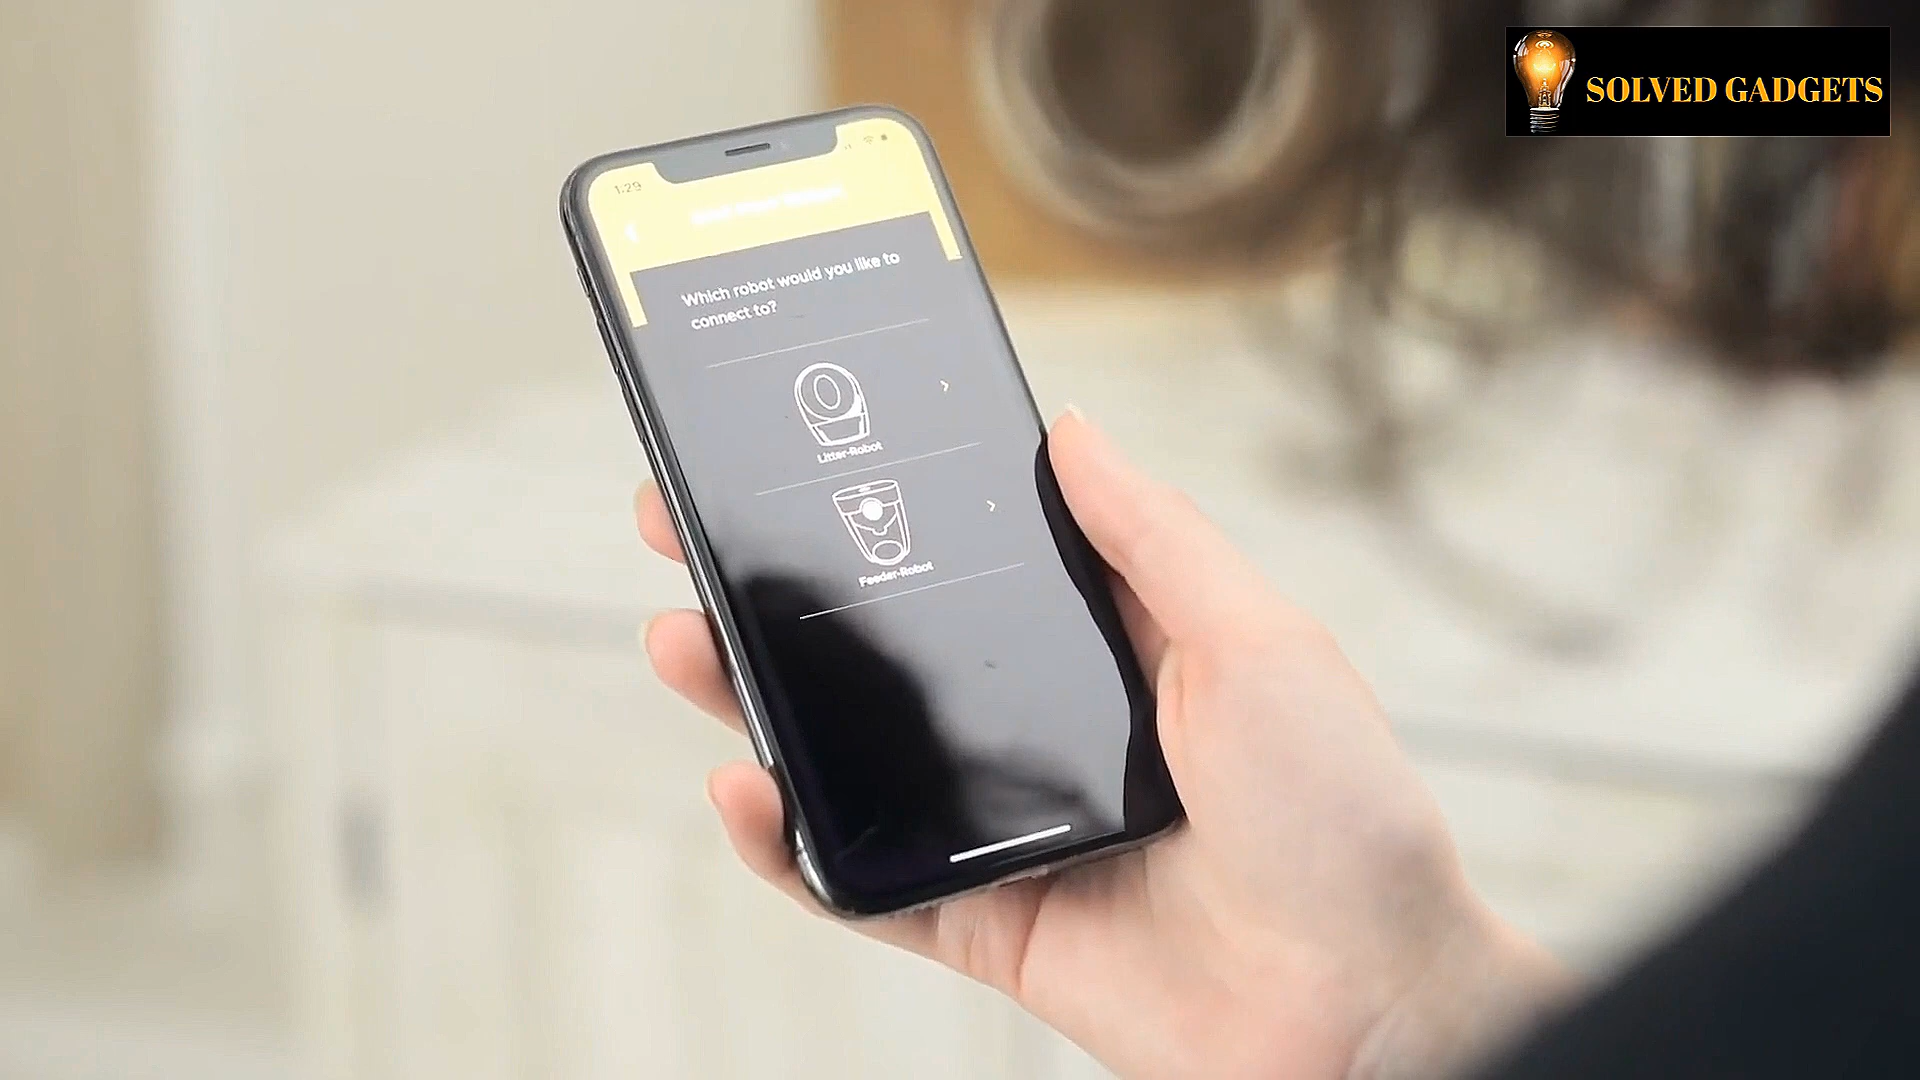 SOLVED GADGETS
1:29
Which robot would you like to
connect to?
Litter-Robot
Feeder-Robot